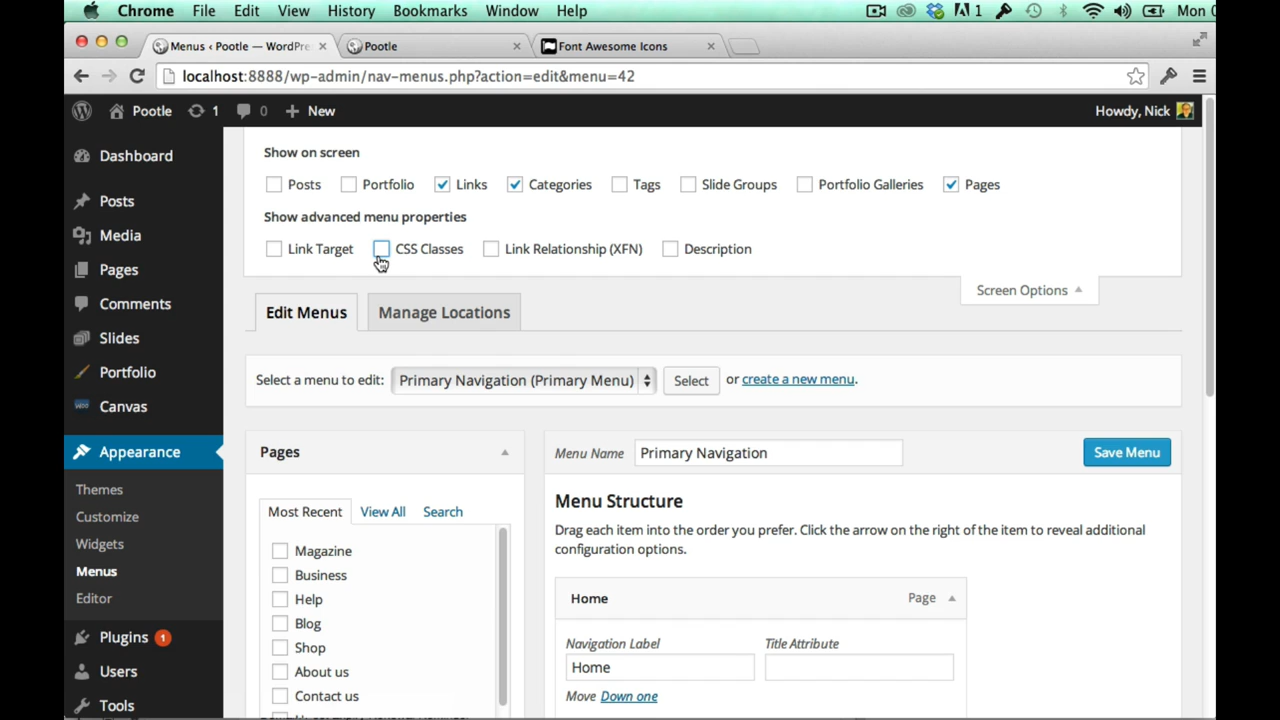 Chrome File Edit View History Bookmarks Window Help 1 Mon
Menus ‹ Pootle — WordPre Pootle Font Awesome Icons
localhost:8888/wp-admin/nav-menus.php?action=edit&menu=42
Pootle 1 0 New Howdy, Nick
Dashboard
Posts
Media
Pages
Comments
Slides
Portfolio
Canvas
Appearance
Themes
Customize
Widgets
Menus
Editor
Plugins 1
Users
Tools
Show on screen
Posts Portfolio Links Categories Tags Slide Groups Portfolio Galleries Pages
Show advanced menu properties
Link Target CSS Classes Link Relationship (XFN) Description
Screen Options
Edit Menus Manage Locations
Select a menu to edit: Primary Navigation (Primary Menu) Select or create a new menu.
Pages
Most Recent View All Search
Magazine
Business
Help
Blog
Shop
About us
Contact us
Menu Name Primary Navigation Save Menu
Menu Structure
Drag each item into the order you prefer. Click the arrow on the right of the item to reveal additional
configuration options.
Home Page
Navigation Label Title Attribute
Home
Move Down one